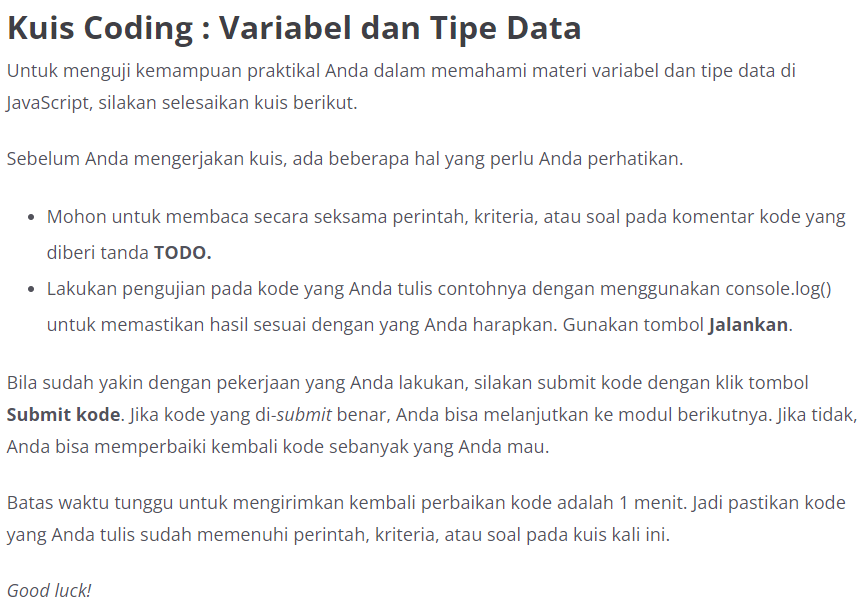 Kuis Coding : Variabel dan Tipe Data
Untuk menguji kemampuan praktikal Anda dalam memahami materi variabel dan tipe data di
JavaScript, silakan selesaikan kuis berikut.
Sebelum Anda mengerjakan kuis, ada beberapa hal yang perlu Anda perhatikan.
• Mohon untuk membaca secara seksama perintah, kriteria, atau soal pada komentar kode yang
diberi tanda TODO.
• Lakukan pengujian pada kode yang Anda tulis contohnya dengan menggunakan console.log()
untuk memastikan hasil sesuai dengan yang Anda harapkan. Gunakan tombol Jalankan.
Bila sudah yakin dengan pekerjaan yang Anda lakukan, silakan submit kode dengan klik tombol
Submit kode. Jika kode yang di-submit benar, Anda bisa melanjutkan ke modul berikutnya. Jika tidak,
Anda bisa memperbaiki kembali kode sebanyak yang Anda mau.
Batas waktu tunggu untuk mengirimkan kembali perbaikan kode adalah 1 menit. Jadi pastikan kode
yang Anda tulis sudah memenuhi perintah, kriteria, atau soal pada kuis kali ini.
Good luck!